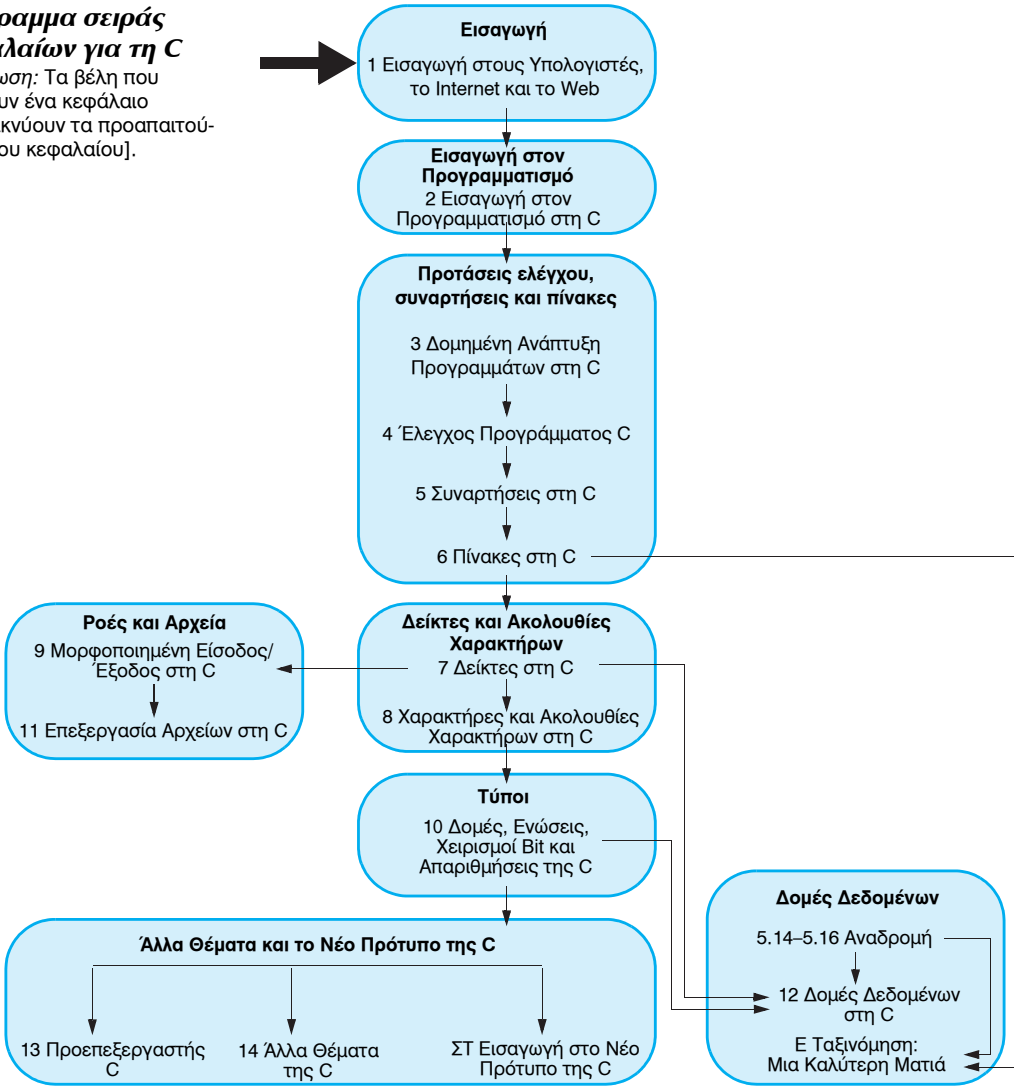 ραμμα σειράς
αλαίων για τη C
ωση: Τα βέλη που
υν ένα κεφάλαιο
ικνύουν τα προαπαιτού-
ου κεφαλαίου].
Εισαγωγή
1 Εισαγωγή στους Υπολογιστές,
το Internet και το Web
Εισαγωγή στον
Προγραμματισμό
2 Εισαγωγή στον
Προγραμματισμό στη C
Προτάσεις ελέγχου,
συναρτήσεις και πίνακες
3 Δομημένη Ανάπτυξη
Προγραμμάτων στη C
4 Έλεγχος Προγράμματος C
5 Συναρτήσεις στη C
6 Πίνακες στη C
Ροές και Αρχεία
9 Μορφοποιημένη Είσοδος/
Έξοδος στη C
11 Επεξεργασία Αρχείων στη C
Δείκτες και Ακολουθίες
Χαρακτήρων
7 Δείκτες στη C
8 Χαρακτήρες και Ακολουθίες
Χαρακτήρων στη C
Τύποι
10 Δομές, Ενώσεις,
Χειρισμοί Bit και
Απαριθμήσεις της C
Άλλα Θέματα και το Νέο Πρότυπο της C
13 Προεπεξεργαστής
C
14 Άλλα Θέματα
της C
ΣΤ Εισαγωγή στο Νέο
Πρότυπο της C
Δομές Δεδομένων
5.14–5.16 Αναδρομή
12 Δομές Δεδομένων
στη C
Ε Ταξινόμηση:
Μια Καλύτερη Ματιά